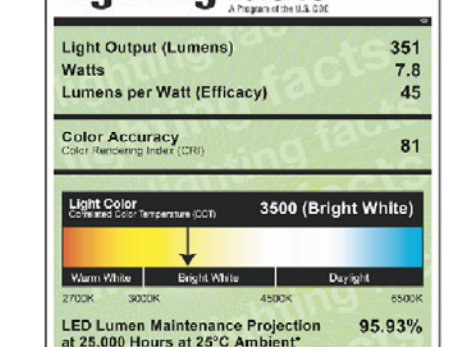 A Program of the U.S. DOE
Light Output (Lumens) 351
Watts 7.8
Lumens per Watt (Efficacy) 45
Color Accuracy
Color Rendering Index (CRI) 81
Light Color
Correlated Color Temperature (CCT) 3500 (Bright White)
Warm White Bright White Daylight
2700K 3000K 4500K 6500K
LED Lumen Maintenance Projection 95.93%
at 25,000 Hours at 25°C Ambient*